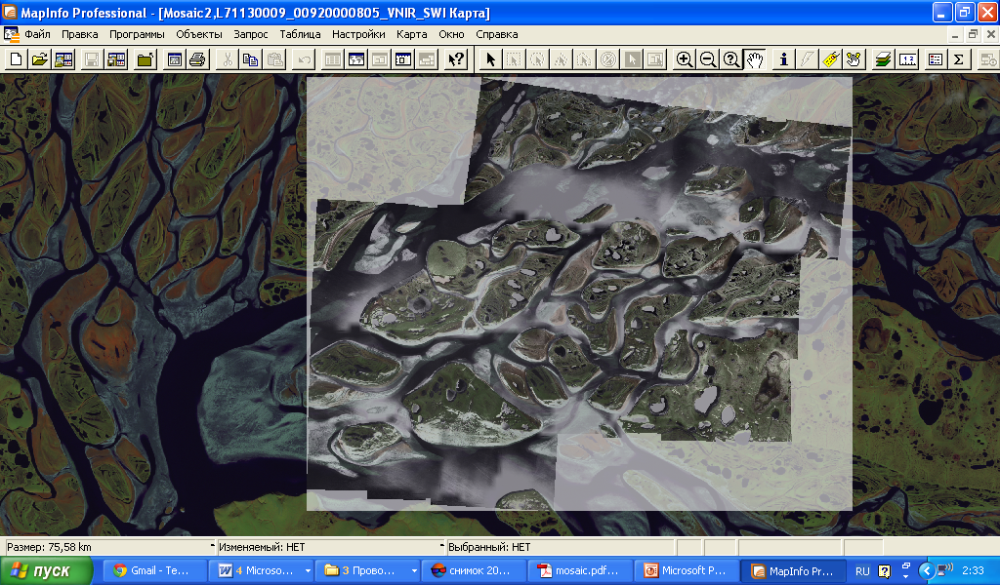 MapInfo Professional - [Mosaic2,L71130009_00920000805_VNIR_SWI Карта]
Файл Правка Программы Объекты Запрос Таблица Настройки Карта Окно Справка
Размер: 75,58 km Изменяемый: НЕТ Выбранный: НЕТ
пуск Gmail - Te... 4 Microso... 3 Прово... снимок 20... mosaic.pdf... Microsoft P... MapInfo Pr... RU 2:33